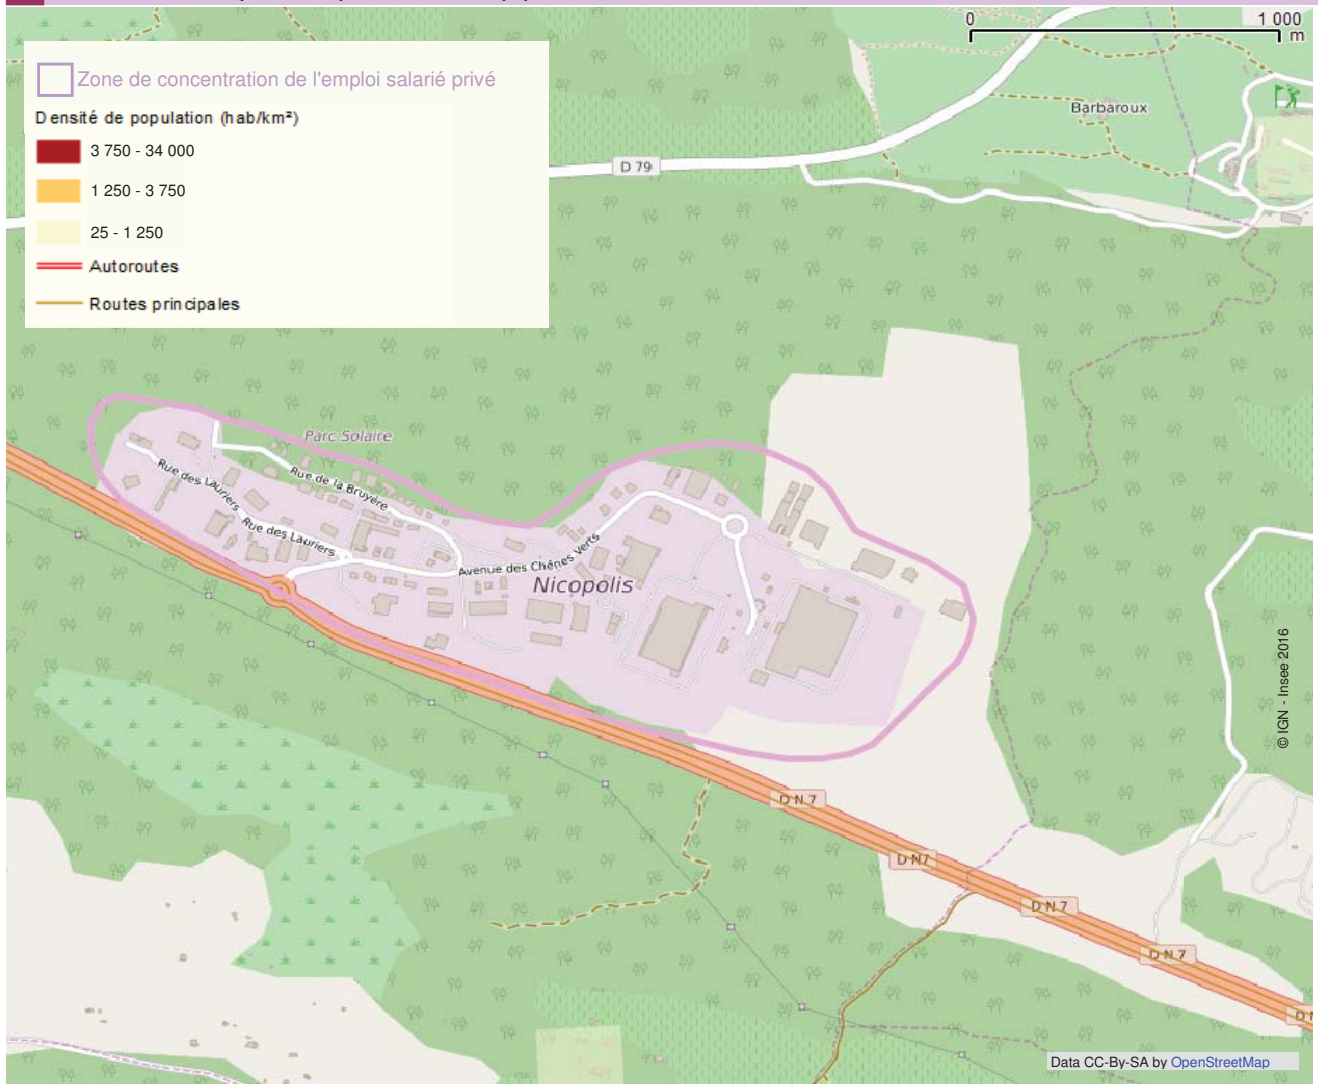 0
1 000
m
Zone de concentration de l'emploi salarié privé
Densité de population (hab/km²)
3 750 - 34 000
1 250 - 3 750
25 - 1 250
Autoroutes
Routes principales
Barbaroux
D 79
Parc Solaire
Rue des Lauriers
Rue de la Bruyère
Rue des Lauriers
Avenue des Chênes Verts
Nicopolis
© IGN - Insee 2016
D N 7
D N 7
D N 7
D N 7
Data CC-By-SA by OpenStreetMap